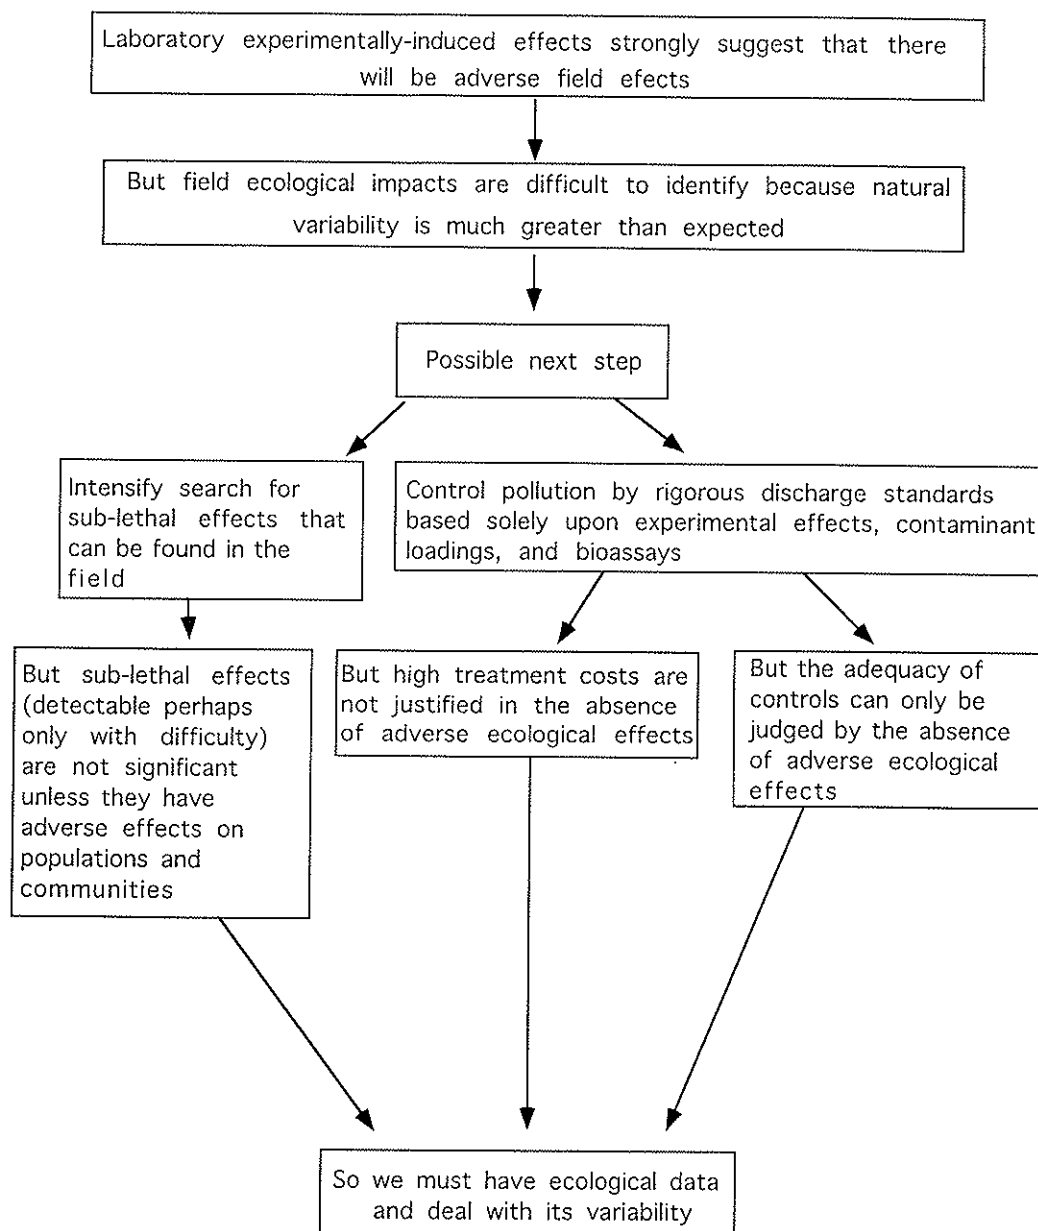 Laboratory experimentally-induced effects strongly suggest that there
will be adverse field efects
But field ecological impacts are difficult to identify because natural
variability is much greater than expected
Possible next step
Intensify search for
sub-lethal effects that
can be found in the
field
Control pollution by rigorous discharge standards
based solely upon experimental effects, contaminant
loadings, and bioassays
But sub-lethal effects
(detectable perhaps
only with difficulty)
are not significant
unless they have
adverse effects on
populations and
communities
But high treatment costs are
not justified in the absence
of adverse ecological effects
But the adequacy of
controls can only be
judged by the absence
of adverse ecological
effects
So we must have ecological data
and deal with its variability